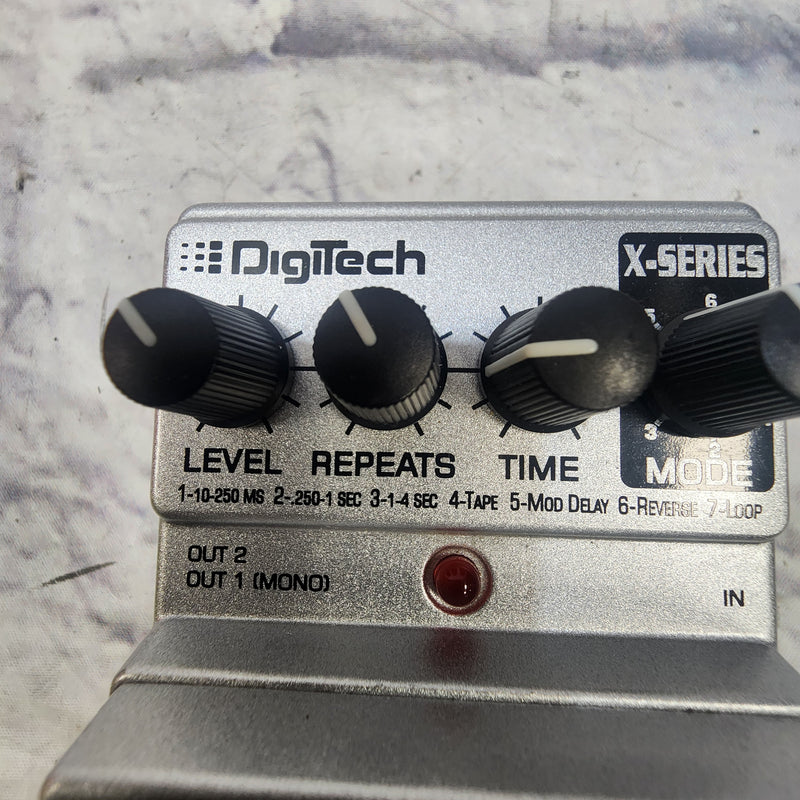 DigiTech
X-SERIES
6
5
3
2
LEVEL REPEATS TIME MODE
1-10-250 MS 2-.250-1 SEC 3-1-4 SEC 4-TAPE 5-MOD DELAY 6-REVERSE 7-LOOP
OUT 2
OUT 1 (MONO)
IN